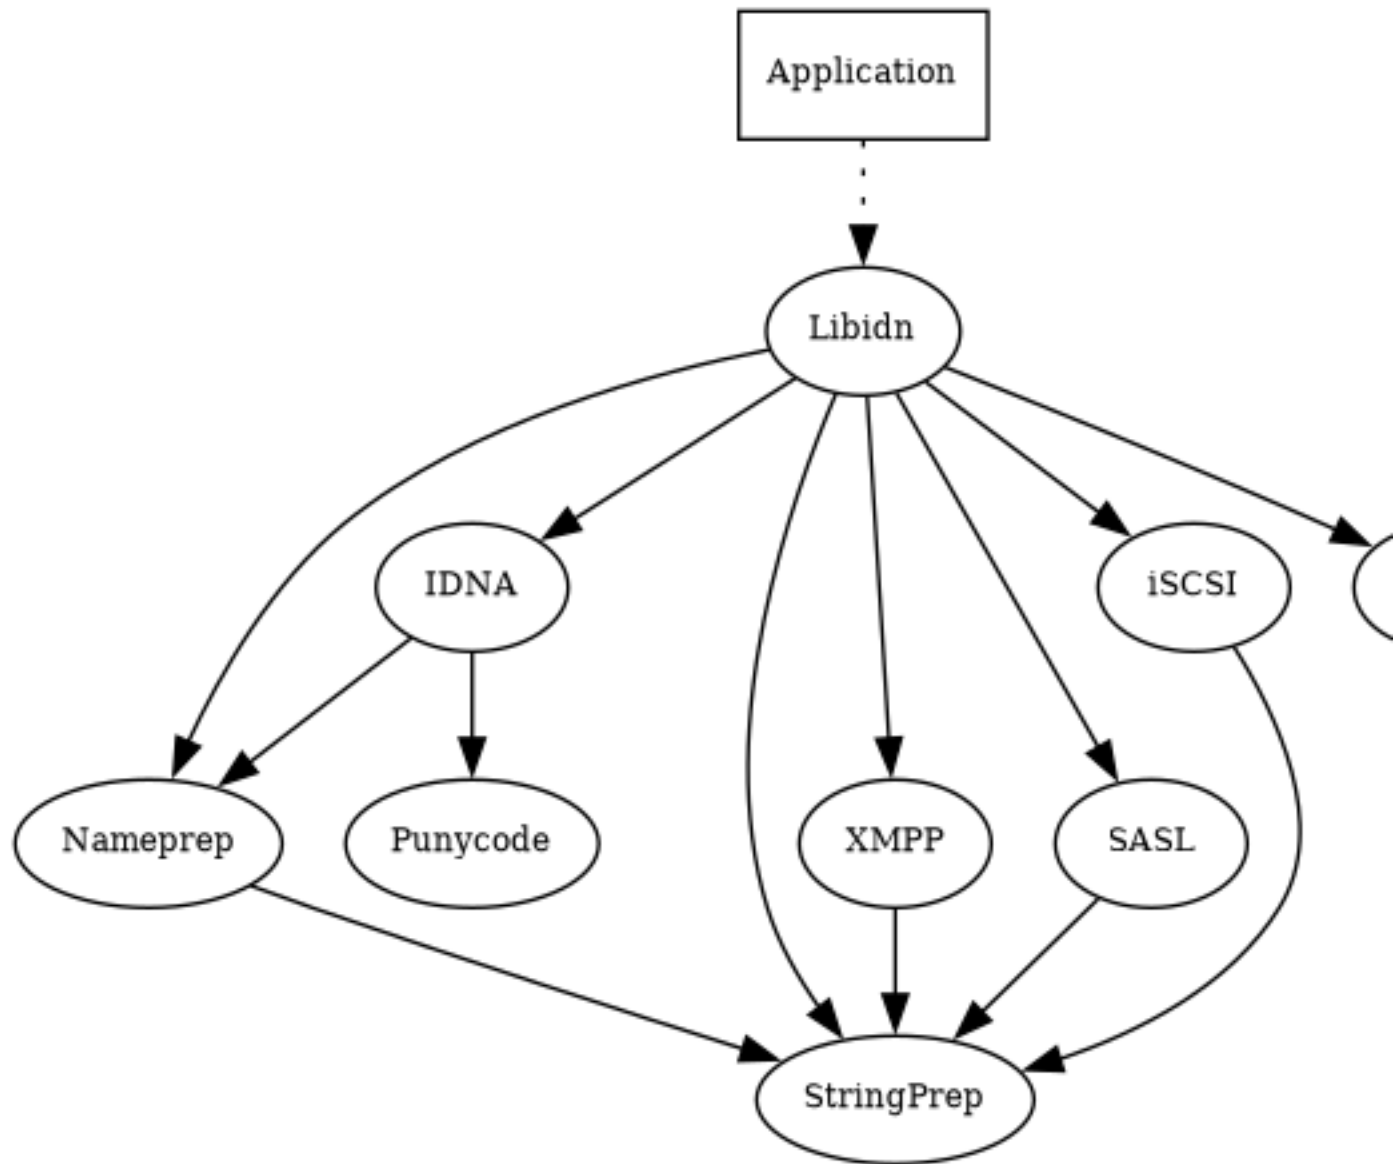 Application
Libidn
IDNA
iSCSI
Nameprep
Punycode
XMPP
SASL
StringPrep